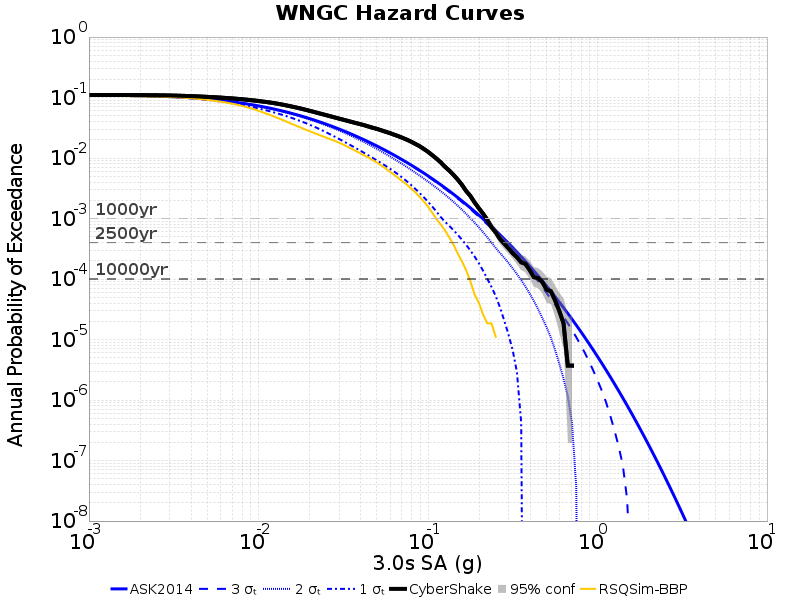 WNGC Hazard Curves
Annual Probability of Exceedance
10^0
10^-1
10^-2
10^-3
10^-4
10^-5
10^-6
10^-7
10^-8
1000yr
2500yr
10000yr
10^-3 10^-2 10^-1 10^0 10^1
3.0s SA (g)
ASK2014 3 σₜ 2 σₜ 1 σₜ CyberShake 95% conf RSQSim-BBP